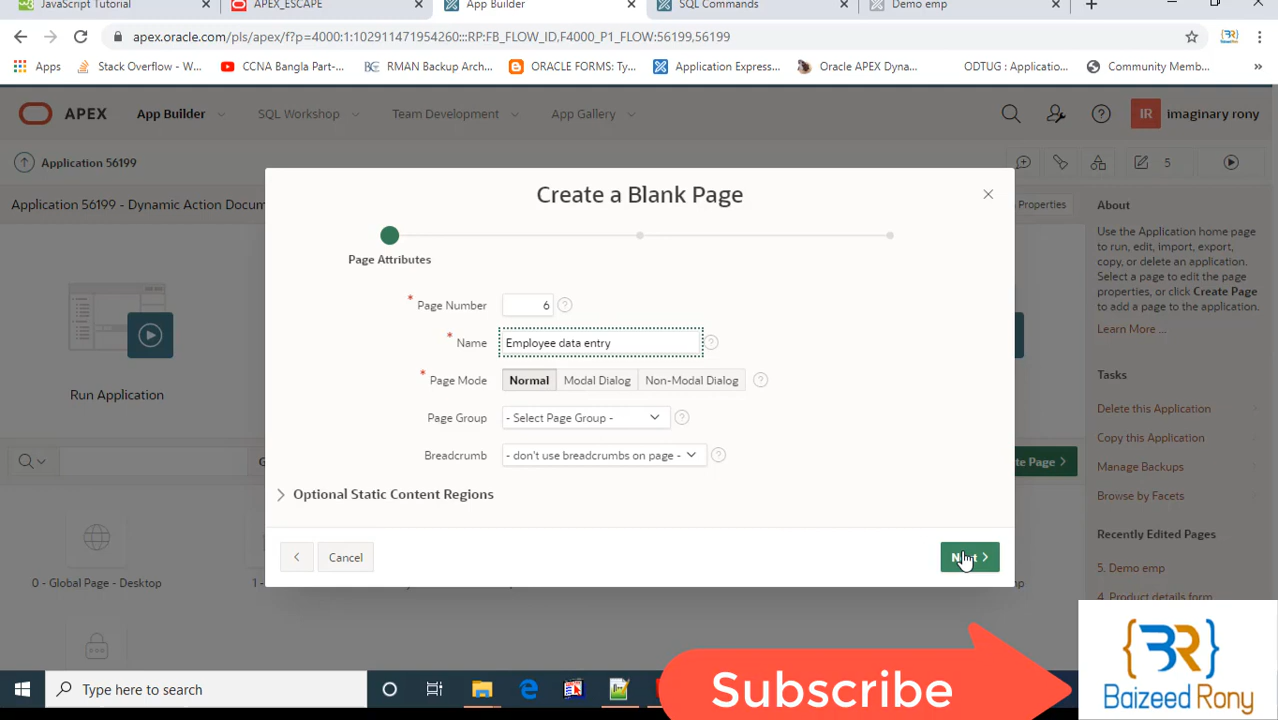 JavaScript Tutorial
APEX_ESCAPE
App Builder
SQL Commands
Demo emp
apex.oracle.com/pls/apex/f?p=4000:1:102911471954260:::RP:FB_FLOW_ID,F4000_P1_FLOW:56199,56199
Apps
Stack Overflow - W...
CCNA Bangla Part-...
RMAN Backup Arch...
ORACLE FORMS: Ty...
Application Express...
Oracle APEX Dyna...
ODTUG : Applicatio...
Community Memb...
APEX
App Builder
SQL Workshop
Team Development
App Gallery
IR
imaginary rony
Application 56199
5
Application 56199 - Dynamic Action Docum
Properties
Create a Blank Page
Page Attributes
* Page Number
6
* Name
Employee data entry
* Page Mode
Normal
Modal Dialog
Non-Modal Dialog
Page Group
- Select Page Group -
Breadcrumb
- don't use breadcrumbs on page -
Optional Static Content Regions
Cancel
Run Application
About
Use the Application home page
to run, edit, import, export,
copy, or delete an application.
Select a page to edit the page
properties, or click Create Page
to add a page to the application.
Learn More ...
Tasks
Delete this Application
Copy this Application
Manage Backups
Browse by Facets
Recently Edited Pages
5. Demo emp
4. Product details form
0 - Global Page - Desktop
Type here to search
Subscribe
{BR}
Baizeed Rony